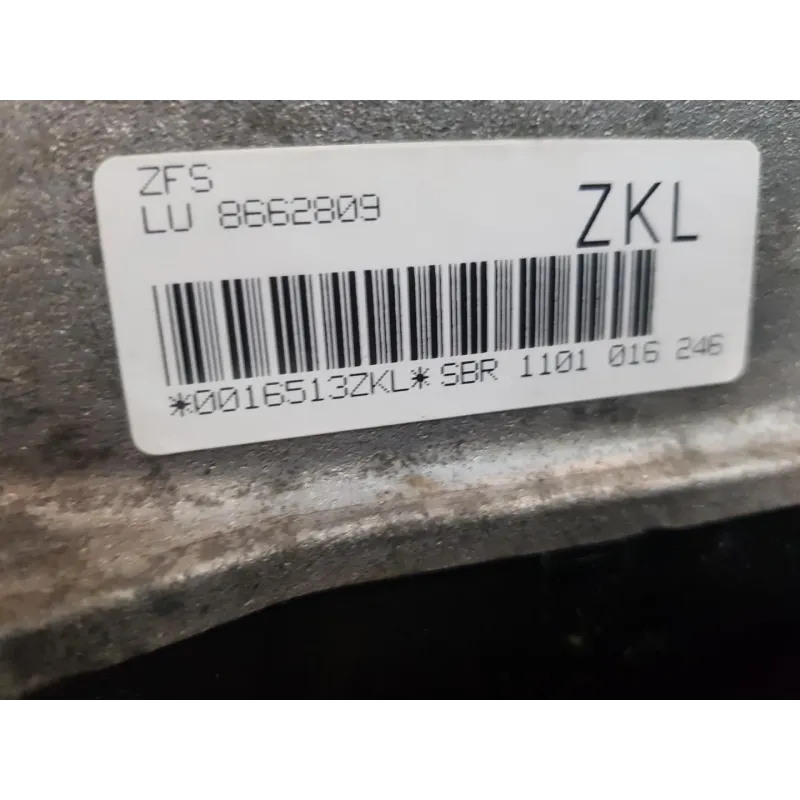 ZFS
LU 8662809
ZKL
*0016513ZKL* SBR 1101 016 246